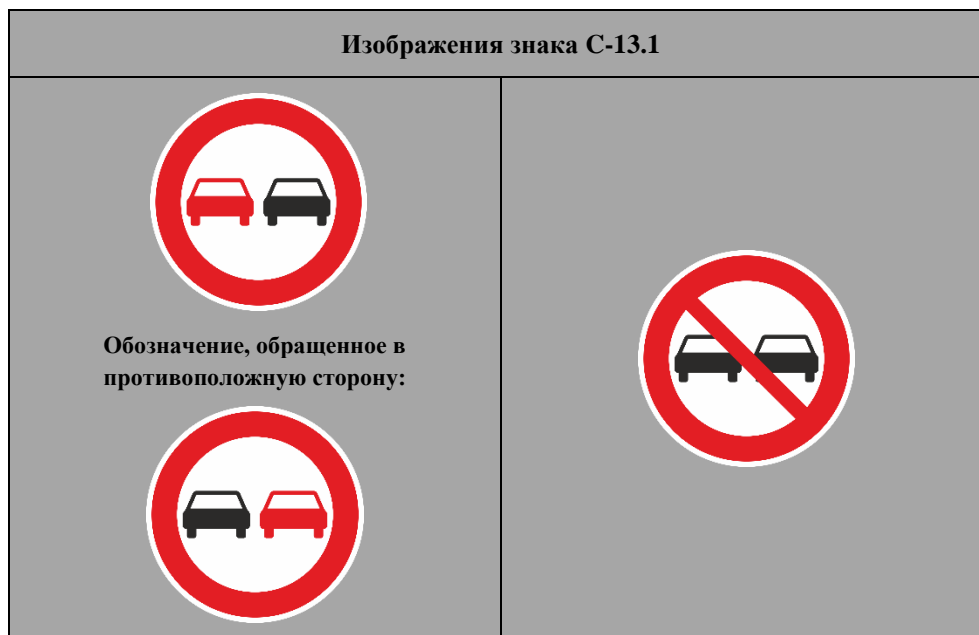 Изображения знака C-13.1
Обозначение, обращенное в
противоположную сторону: